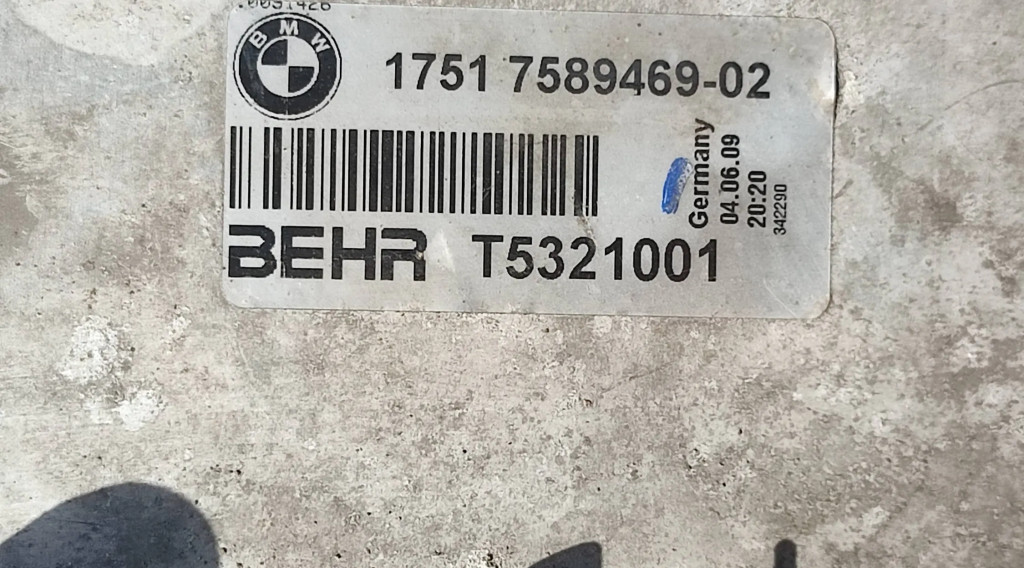 BMW
1751 7589469-02
Germany
04.06.09
20:20
342290
BEHR T5321001